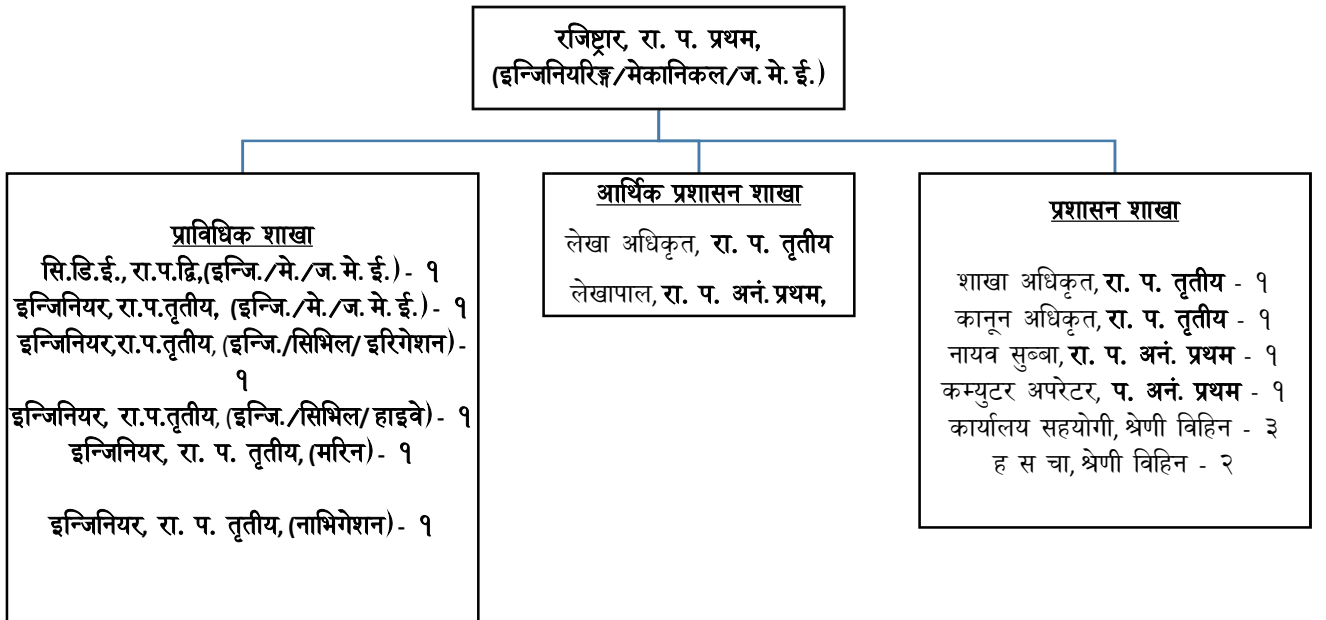 रजिष्ट्रार, रा. प. प्रथम,
(इन्जिनियरिङ्ग/मेकानिकल/ज. मे. ई.)
प्राविधिक शाखा
सि.डि.ई., रा.प.द्वि,(इन्जि./मे./ज. मे. ई.) - १
इन्जिनियर, रा.प.तृतीय, (इन्जि./मे./ज. मे. ई.) - १
इन्जिनियर,रा.प.तृतीय, (इन्जि./सिभिल/ इरिगेशन) -
१
इन्जिनियर, रा.प.तृतीय, (इन्जि./सिभिल/ हाइवे) - १
इन्जिनियर, रा. प. तृतीय, (मरिन) - १
इन्जिनियर, रा. प. तृतीय, (नाभिगेशन) - १
आर्थिक प्रशासन शाखा
लेखा अधिकृत, रा. प. तृतीय
लेखापाल, रा. प. अनं. प्रथम,
प्रशासन शाखा
शाखा अधिकृत, रा. प. तृतीय - १
कानून अधिकृत, रा. प. तृतीय - १
नायव सुब्बा, रा. प. अनं. प्रथम - १
कम्युटर अपरेटर, प. अनं. प्रथम - १
कार्यालय सहयोगी, श्रेणी विहिन - ३
ह स चा, श्रेणी विहिन - २